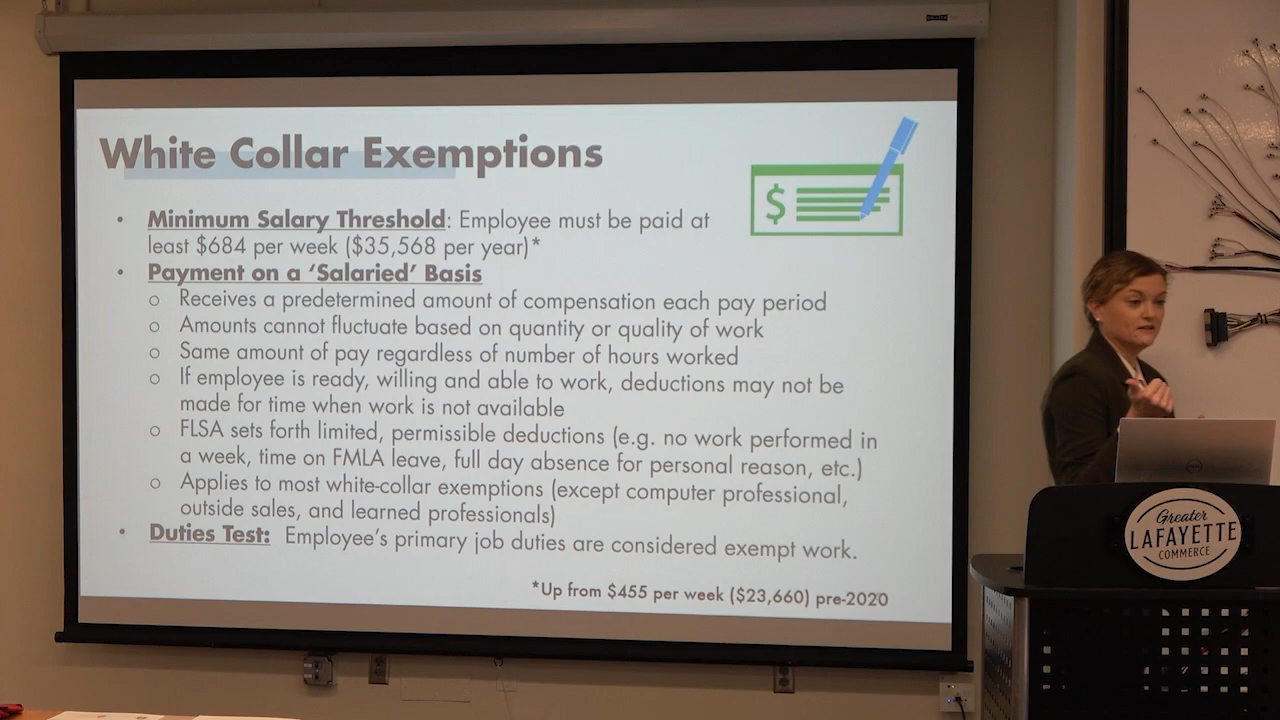 White Collar Exemptions
$
• Minimum Salary Threshold: Employee must be paid at
least $684 per week ($35,568 per year)*
• Payment on a ‘Salaried’ Basis
o Receives a predetermined amount of compensation each pay period
o Amounts cannot fluctuate based on quantity or quality of work
o Same amount of pay regardless of number of hours worked
o If employee is ready, willing and able to work, deductions may not be
made for time when work is not available
o FLSA sets forth limited, permissible deductions (e.g. no work performed in
a week, time on FMLA leave, full day absence for personal reason, etc.)
o Applies to most white-collar exemptions (except computer professional,
outside sales, and learned professionals)
• Duties Test: Employee’s primary job duties are considered exempt work.
*Up from $455 per week ($23,660) pre-2020
DELL
Greater
LAFAYETTE
COMMERCE